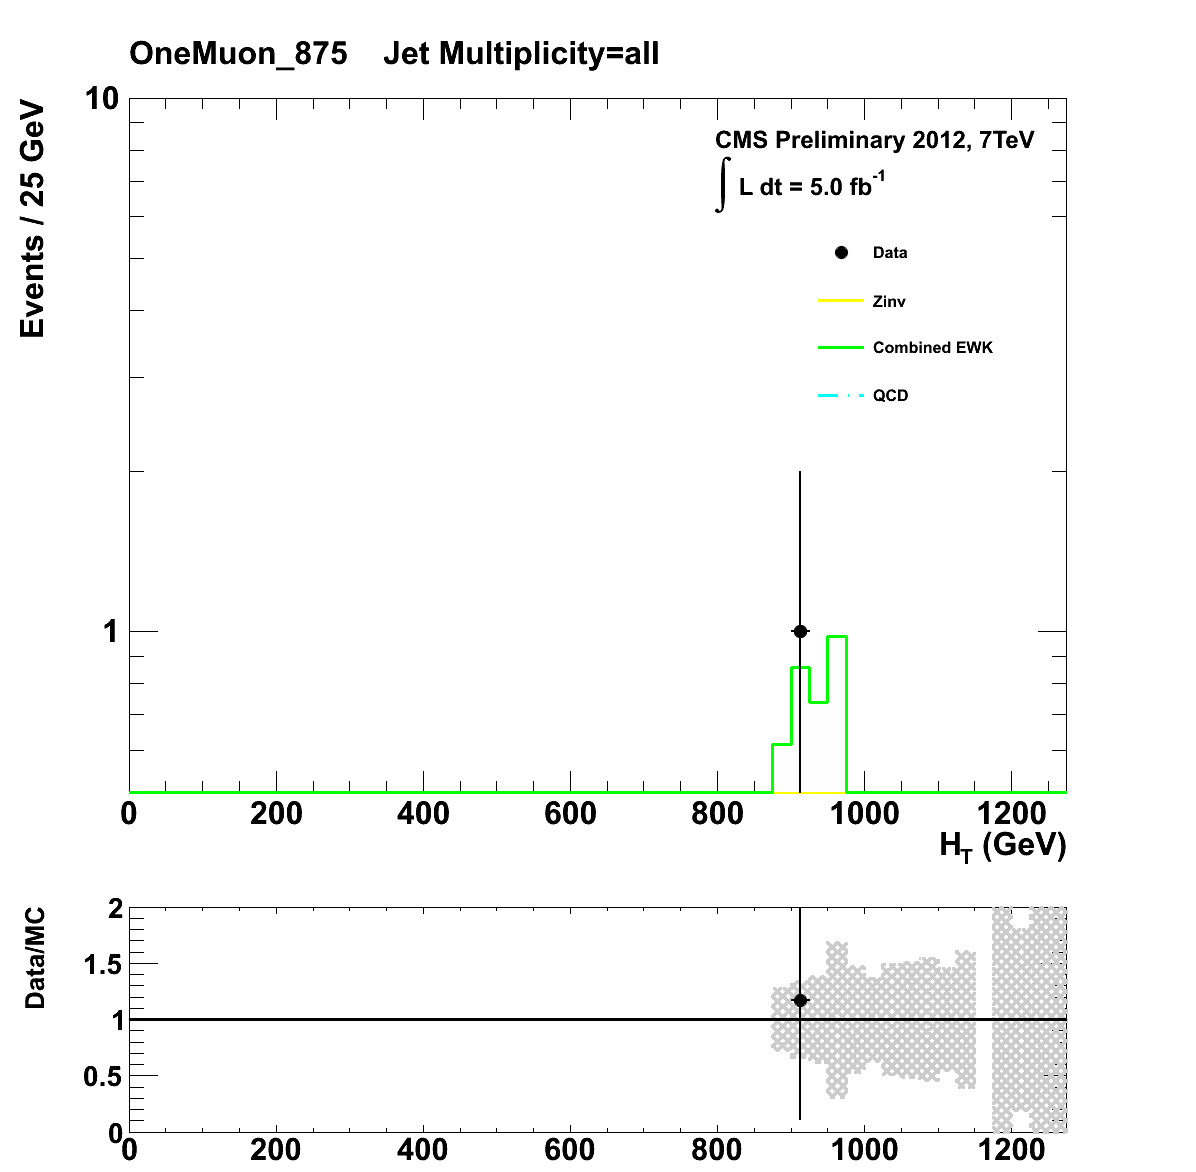 OneMuon_875 Jet Multiplicity=all
Events / 25 GeV
10
1
CMS Preliminary 2012, 7TeV
∫ L dt = 5.0 fb⁻¹
Data
Zinv
Combined EWK
QCD
0 200 400 600 800 1000 1200
H_T (GeV)
Data/MC
2
1.5
1
0.5
0
0 200 400 600 800 1000 1200